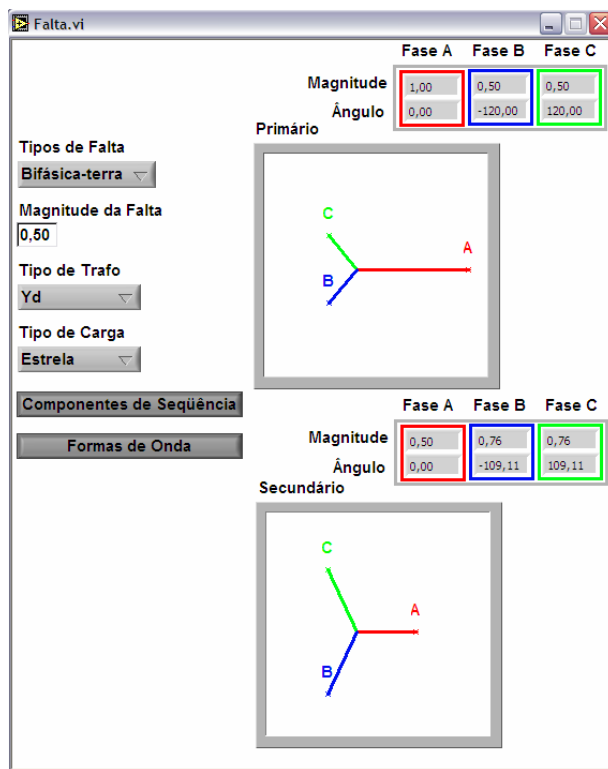 Falta.vi
Fase A Fase B Fase C
Magnitude 1,00 0,50 0,50
Ângulo 0,00 -120,00 120,00
Primário
Tipos de Falta
Bifásica-terra
Magnitude da Falta
0,50
Tipo de Trafo
Yd
Tipo de Carga
Estrela
Componentes de Seqüência
Formas de Onda
C
A
B
Fase A Fase B Fase C
Magnitude 0,50 0,76 0,76
Ângulo 0,00 -109,11 109,11
Secundário
C
A
B